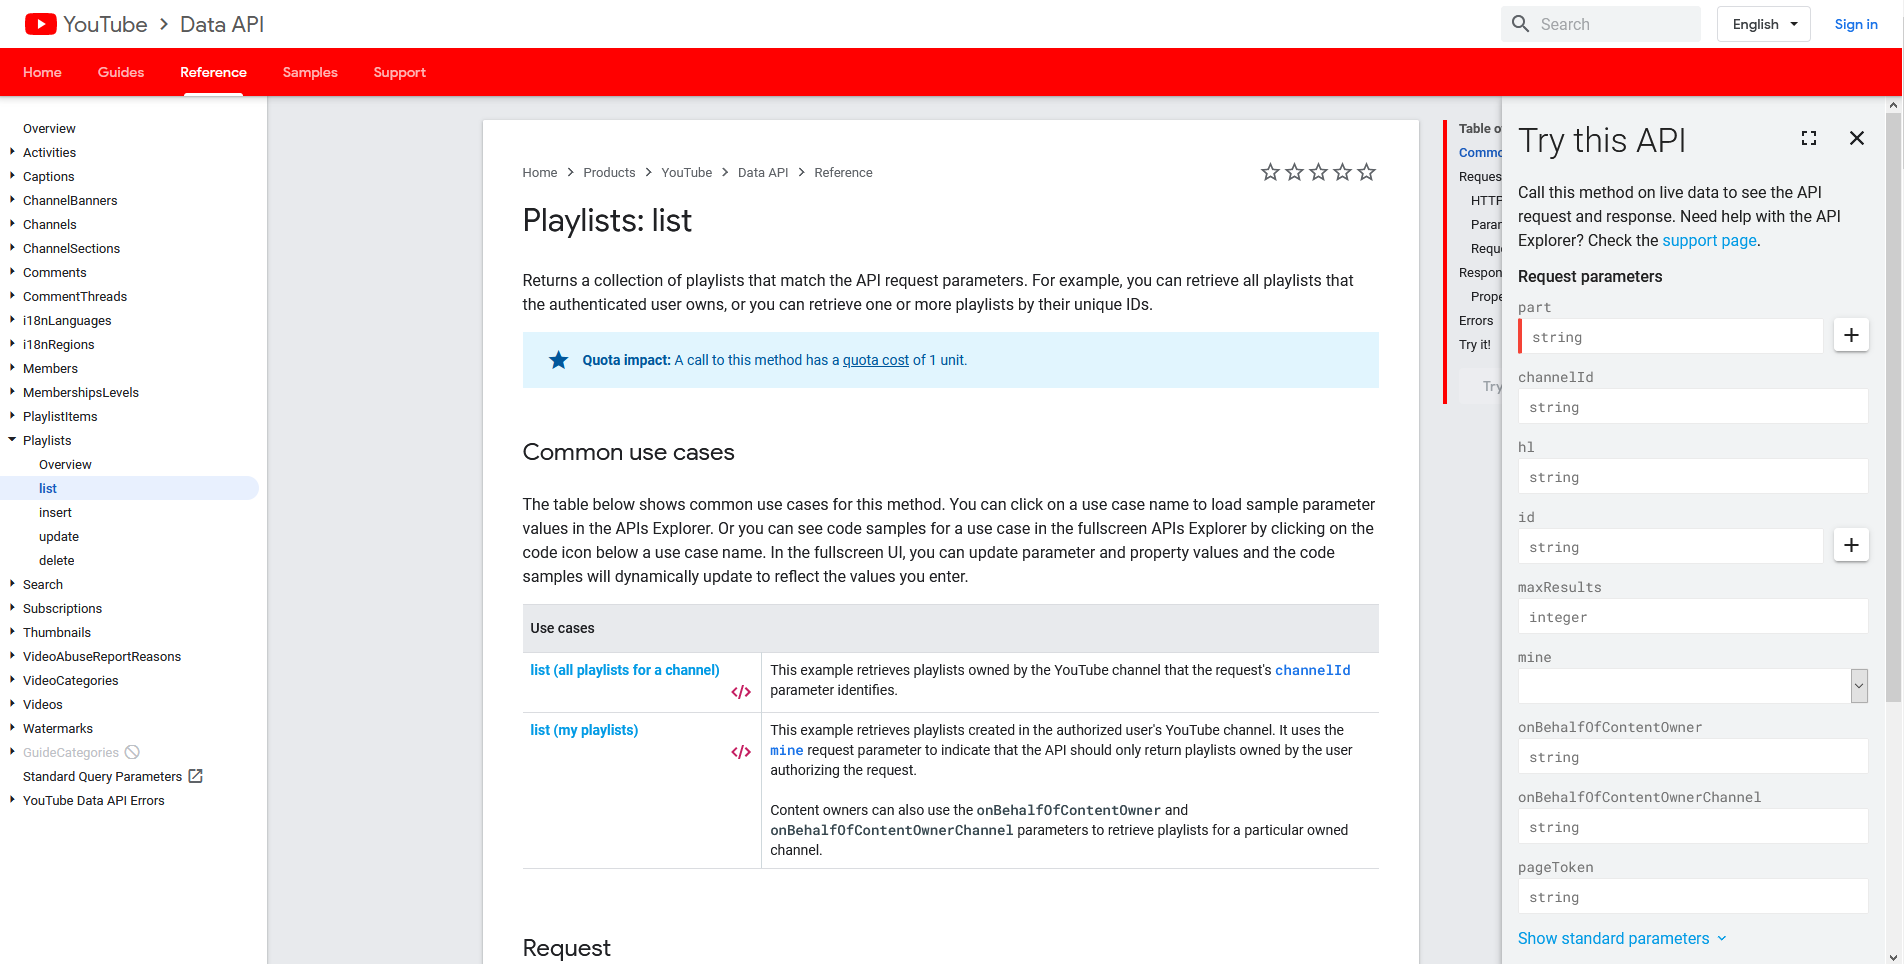 YouTube > Data API
Search
English
Sign in
Home
Guides
Reference
Samples
Support
Overview
Activities
Captions
ChannelBanners
Channels
ChannelSections
Comments
CommentThreads
i18nLanguages
i18nRegions
Members
MembershipsLevels
PlaylistItems
Playlists
Overview
list
insert
update
delete
Search
Subscriptions
Thumbnails
VideoAbuseReportReasons
VideoCategories
Videos
Watermarks
GuideCategories
Standard Query Parameters
YouTube Data API Errors
Home > Products > YouTube > Data API > Reference
Playlists: list
Returns a collection of playlists that match the API request parameters. For example, you can retrieve all playlists that
the authenticated user owns, or you can retrieve one or more playlists by their unique IDs.
Quota impact: A call to this method has a quota cost of 1 unit.
Common use cases
The table below shows common use cases for this method. You can click on a use case name to load sample parameter
values in the APIs Explorer. Or you can see code samples for a use case in the fullscreen APIs Explorer by clicking on the
code icon below a use case name. In the fullscreen UI, you can update parameter and property values and the code
samples will dynamically update to reflect the values you enter.
Use cases
list (all playlists for a channel)
This example retrieves playlists owned by the YouTube channel that the request's channelId
parameter identifies.
list (my playlists)
This example retrieves playlists created in the authorized user's YouTube channel. It uses the
mine request parameter to indicate that the API should only return playlists owned by the user
authorizing the request.
Content owners can also use the onBehalfOfContentOwner and
onBehalfOfContentOwnerChannel parameters to retrieve playlists for a particular owned
channel.
Request
Table o
Commo
Reques
HTTP
Parar
Requ
Respon
Prope
Errors
Try it!
Try
Try this API
Call this method on live data to see the API
request and response. Need help with the API
Explorer? Check the support page.
Request parameters
part
string
channelId
string
hl
string
id
string
maxResults
integer
mine
onBehalfOfContentOwner
string
onBehalfOfContentOwnerChannel
string
pageToken
string
Show standard parameters